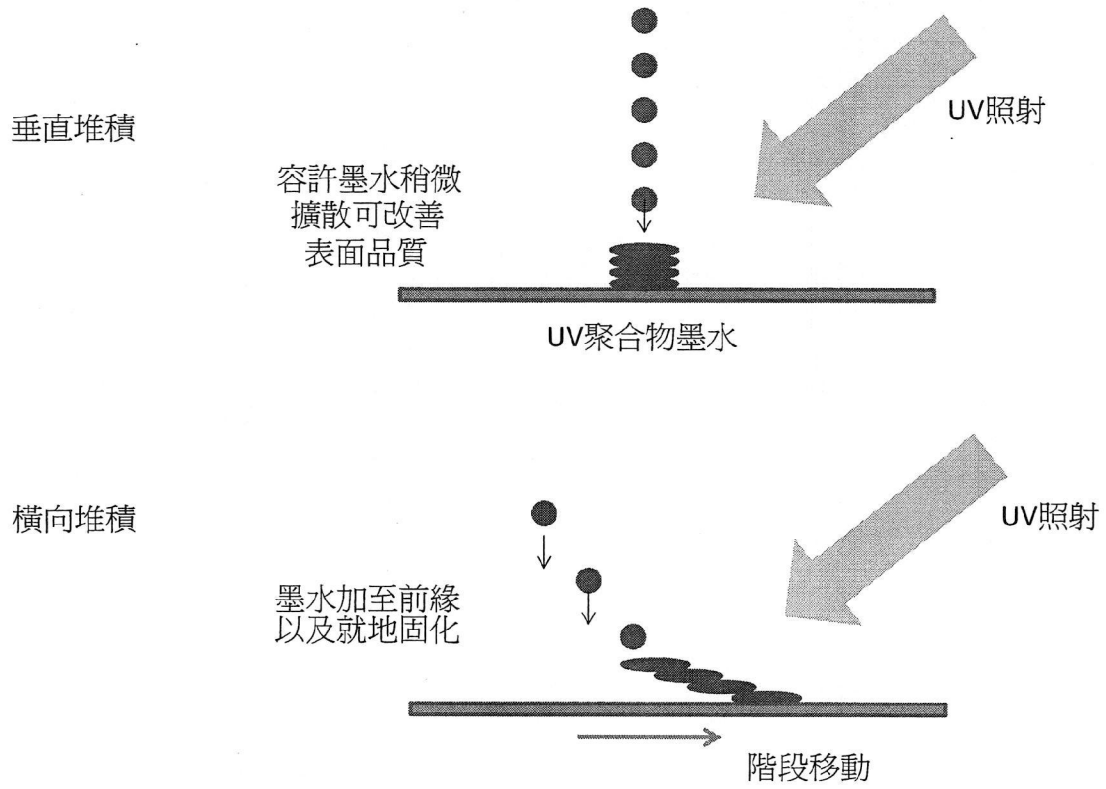 垂直堆積
UV照射
容許墨水稍微
擴散可改善
表面品質
UV聚合物墨水
橫向堆積
UV照射
墨水加至前緣
以及就地固化
階段移動